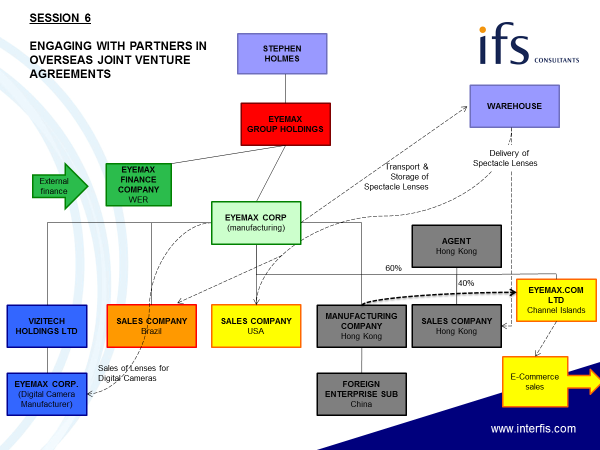 SESSION 6
ENGAGING WITH PARTNERS IN
OVERSEAS JOINT VENTURE
AGREEMENTS
ifs CONSULTANTS
STEPHEN
HOLMES
WAREHOUSE
EYEMAX
GROUP HOLDINGS
Delivery of
Spectacle Lenses
Transport &
Storage of
Spectacle Lenses
External
finance
EYEMAX
FINANCE
COMPANY
WER
EYEMAX CORP
(manufacturing)
AGENT
Hong Kong
60%
40%
EYEMAX.COM
LTD
Channel Islands
VIZITECH
HOLDINGS LTD
SALES COMPANY
Brazil
SALES COMPANY
USA
MANUFACTURING
COMPANY
Hong Kong
SALES COMPANY
Hong Kong
Sales of Lenses for
Digital Cameras
EYEMAX CORP.
(Digital Camera
Manufacturer)
FOREIGN
ENTERPRISE SUB
China
E-Commerce
sales
www.interfis.com